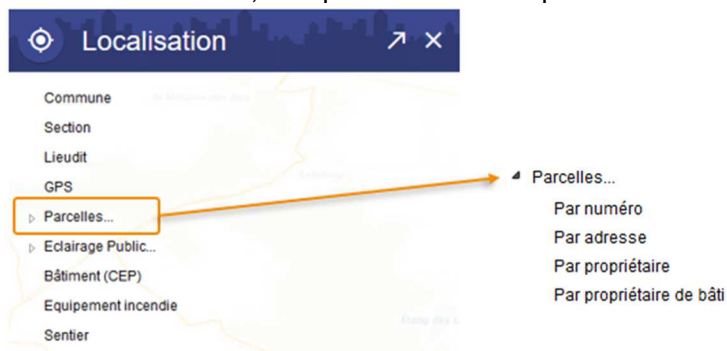 Localisation
Commune
Section
Lieudit
GPS
Parcelles...
Eclairage Public...
Bâtiment (CEP)
Equipement incendie
Sentier
Parcelles...
Par numéro
Par adresse
Par propriétaire
Par propriétaire de bâti